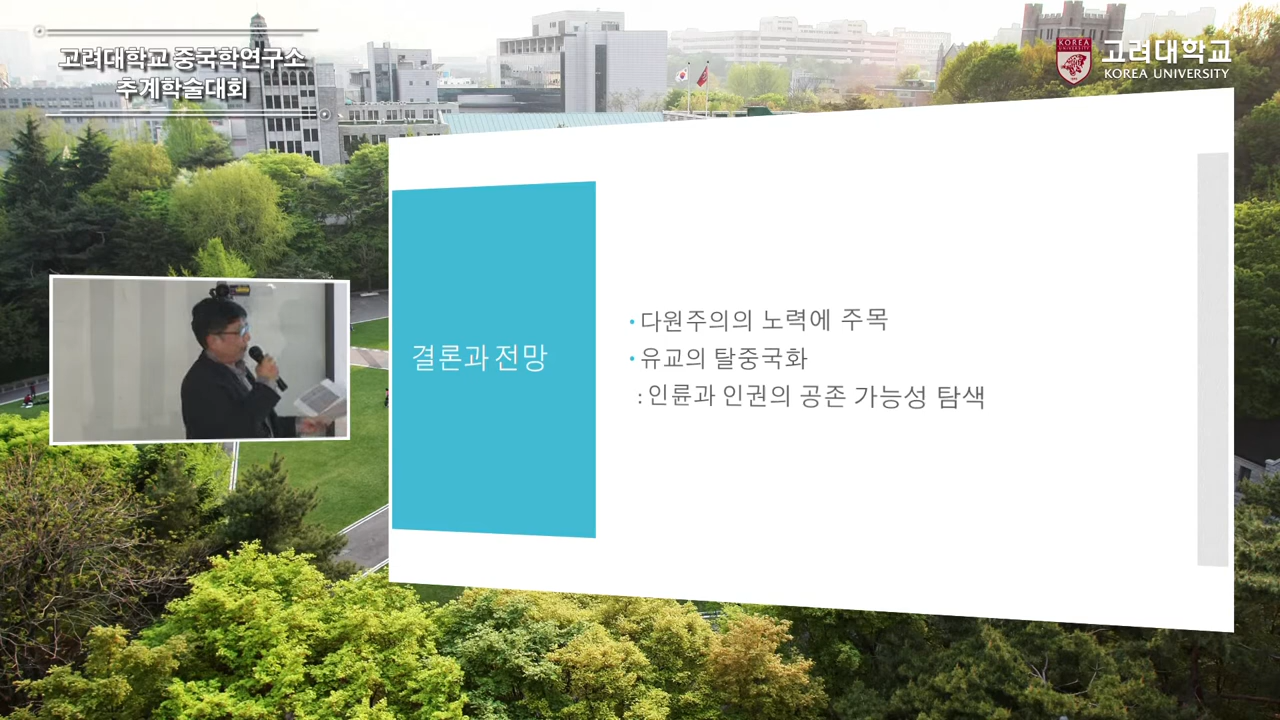 고려대학교 중국학연구소
추계학술대회
KOREA
UNIVERSITY
고려대학교
KOREA UNIVERSITY
결론과 전망
• 다원주의의 노력에 주목
• 유교의 탈중국화
: 인륜과 인권의 공존 가능성 탐색